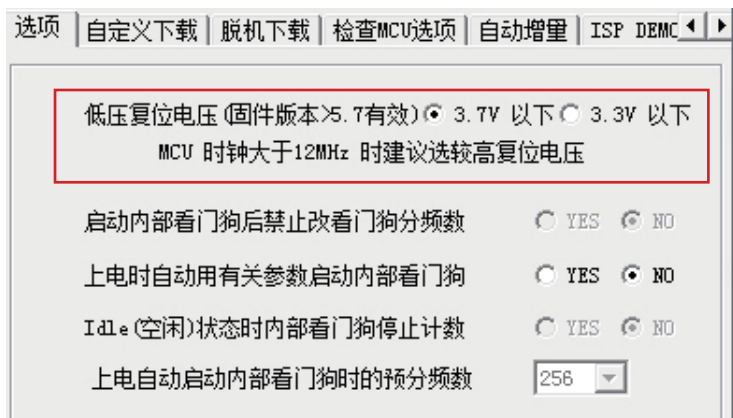 选项 自定义下载 脱机下载 检查MCU选项 自动增量 ISP DEMC
低压复位电压(固件版本>5.7有效) 3.7V 以下 3.3V 以下
MCU 时钟大于12MHz 时建议选较高复位电压
启动内部看门狗后禁止改看门狗分频数 YES NO
上电时自动用有关参数启动内部看门狗 YES NO
Idle(空闲)状态时内部看门狗停止计数 YES NO
上电自动启动内部看门狗时的预分频数 256